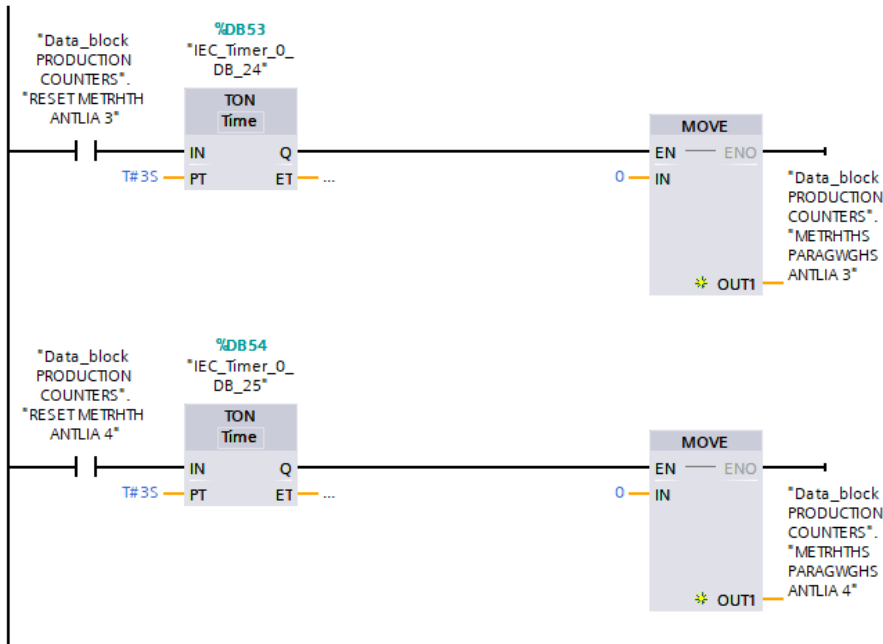 "Data_block
PRODUCTION
COUNTERS".
"RESET METRHTH
ANTLIA 3"
%DB53
"IEC_Timer_0_
DB_24"
TON
Time
IN
Q
T#3S
PT
ET
...
MOVE
EN
ENO
0
IN
OUT1
"Data_block
PRODUCTION
COUNTERS".
"METRHTHS
PARAGWGHS
ANTLIA 3"
"Data_block
PRODUCTION
COUNTERS".
"RESET METRHTH
ANTLIA 4"
%DB54
"IEC_Timer_0_
DB_25"
TON
Time
IN
Q
T#3S
PT
ET
...
MOVE
EN
ENO
0
IN
OUT1
"Data_block
PRODUCTION
COUNTERS".
"METRHTHS
PARAGWGHS
ANTLIA 4"